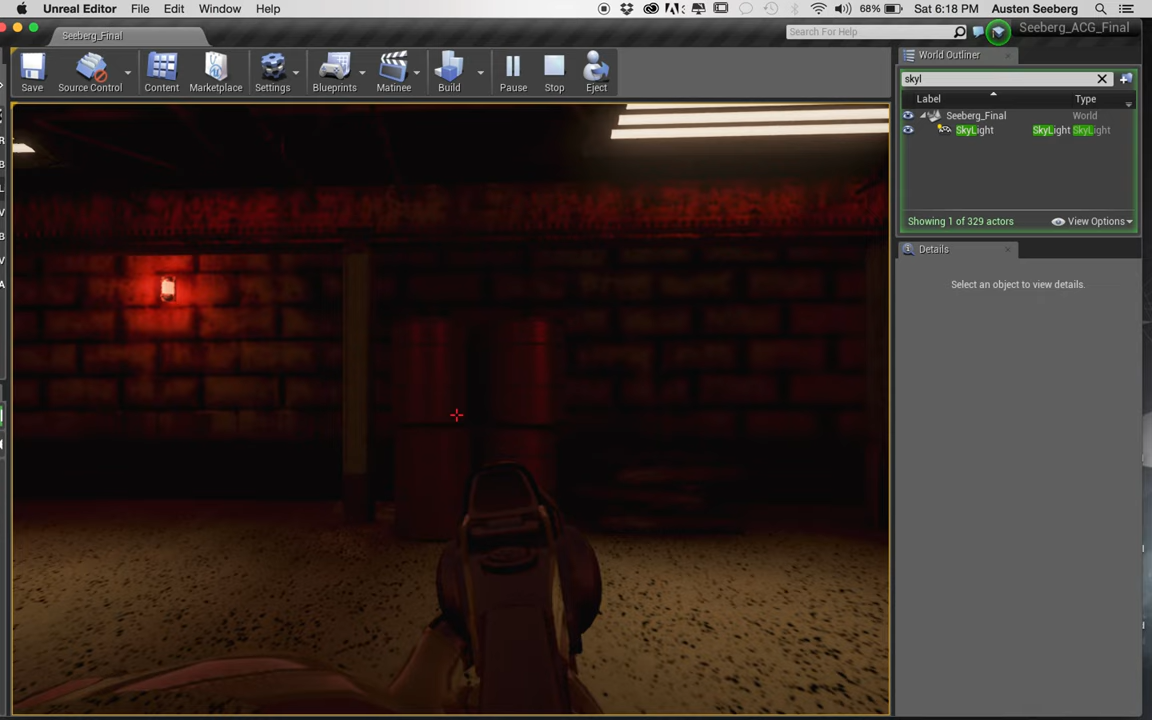 Unreal Editor File Edit Window Help 68% Sat 6:18 PM Austen Seeberg
Seeberg_Final Search For Help Seeberg_ACG_Final
Save Source Control Content Marketplace Settings Blueprints Matinee Build Pause Stop Eject
World Outliner
skyl
Label Type
Seeberg_Final World
SkyLight SkyLight SkyLight
Showing 1 of 329 actors View Options
Details
Select an object to view details.